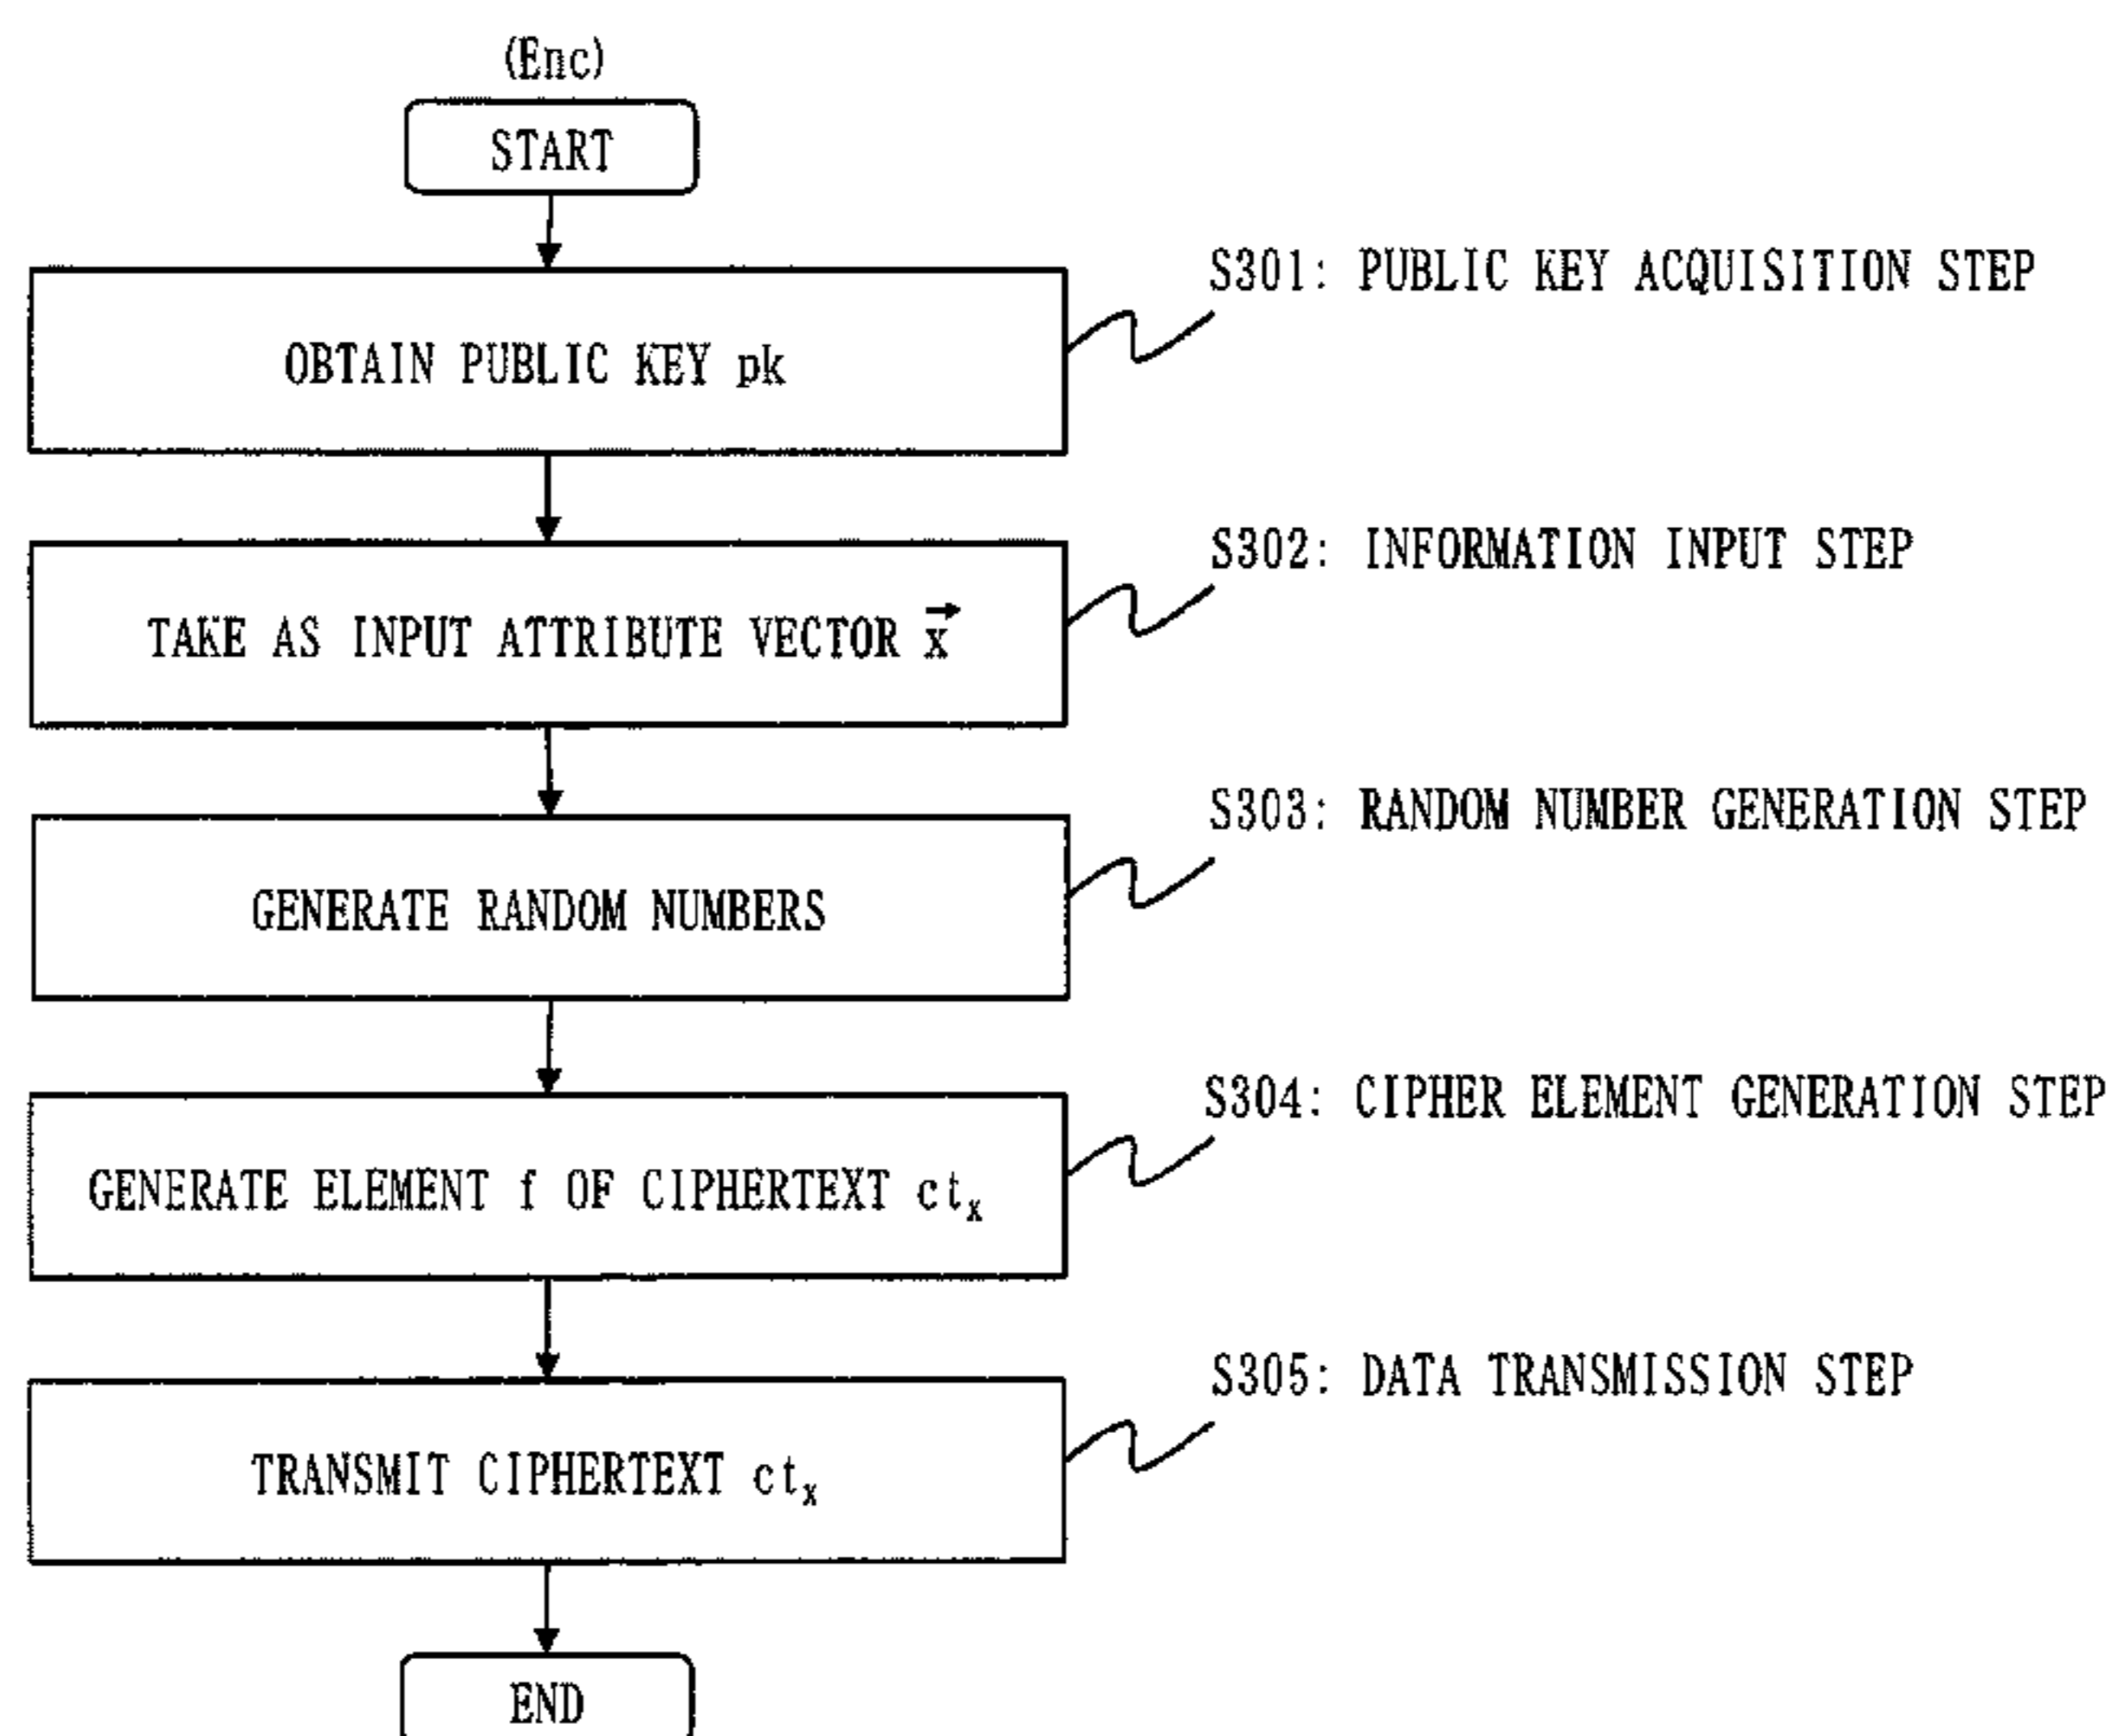 (Enc)
START
S301: PUBLIC KEY ACQUISITION STEP
OBTAIN PUBLIC KEY pk
S302: INFORMATION INPUT STEP
TAKE AS INPUT ATTRIBUTE VECTOR x⃗
S303: RANDOM NUMBER GENERATION STEP
GENERATE RANDOM NUMBERS
S304: CIPHER ELEMENT GENERATION STEP
GENERATE ELEMENT f OF CIPHERTEXT ctₓ
S305: DATA TRANSMISSION STEP
TRANSMIT CIPHERTEXT ctₓ
END